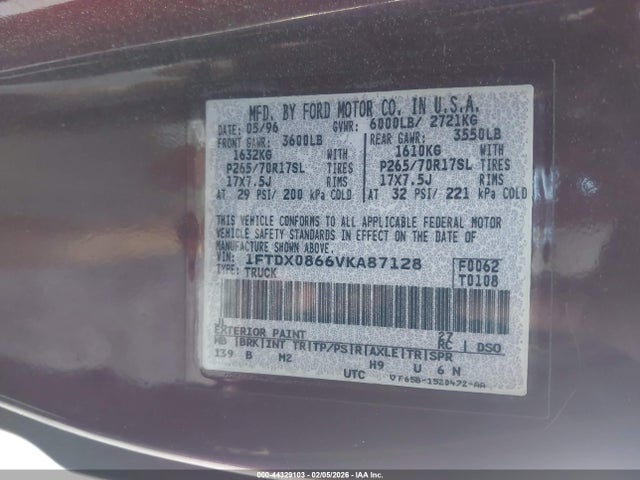 MFD. BY FORD MOTOR CO. IN U.S.A.
DATE: 05/96 GVWR: 6000LB/ 2721KG
FRONT GAWR: 3600LB REAR GAWR: 3550LB
1632KG WITH 1610KG WITH
P265/70R17SL TIRES P265/70R17SL TIRES
17X7.5J RIMS 17X7.5J RIMS
AT 29 PSI/ 200 kPa COLD AT 32 PSI/ 221 kPa COLD
THIS VEHICLE CONFORMS TO ALL APPLICABLE FEDERAL MOTOR
VEHICLE SAFETY STANDARDS IN EFFECT ON THE DATE OF
MANUFACTURE SHOWN ABOVE.
VIN: 1FTDX0866VKA87128 F0062
TYPE: TRUCK T0108
JL
EXTERIOR PAINT 27
WB |BRK|INT TR|TP/PS|R|AXLE|TR|SPR RC | DSO
139 B M2 H9 U 6 N
UTC VF65B-1520472-AA
000-44329103 - 02/05/2026 - IAA Inc.